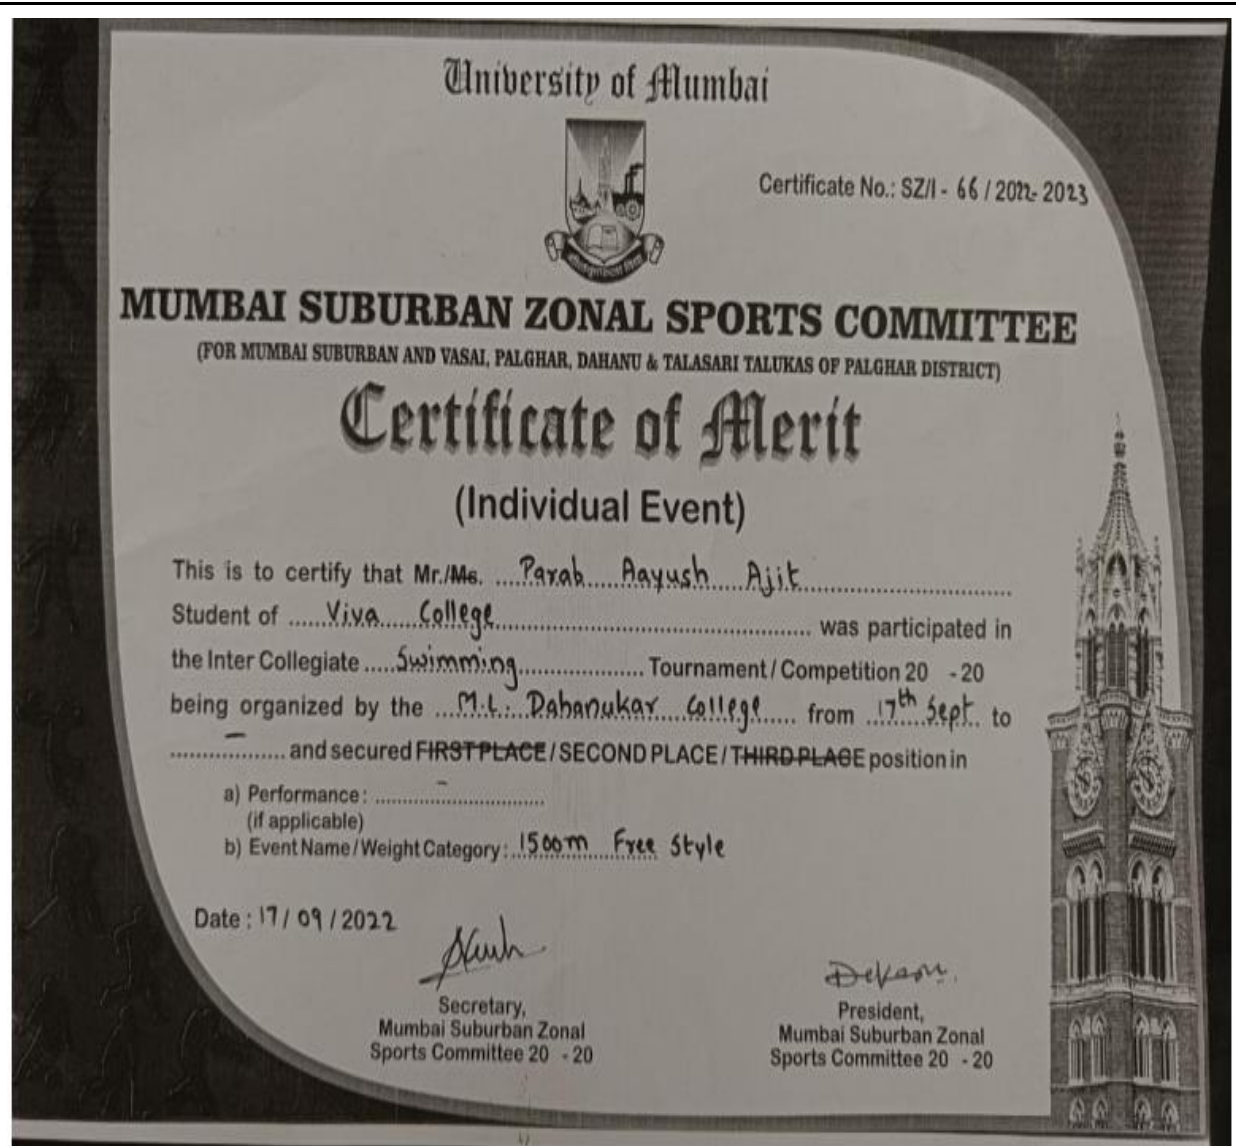 University of Mumbai
Certificate No.: SZ/I - 66 / 2022-2023
MUMBAI SUBURBAN ZONAL SPORTS COMMITTEE
(FOR MUMBAI SUBURBAN AND VASAI, PALGHAR, DAHANU & TALASARI TALUKAS OF PALGHAR DISTRICT)
Certificate of Merit
(Individual Event)
This is to certify that Mr./Ms. ....Parab.....Aayush....Ajit..............................
Student of ......Viva.....College.................................................. was participated in
the Inter Collegiate .....Swimming.................... Tournament / Competition 20 - 20
being organized by the ...M.L. Dahanukar College..... from ..17th Sept.. to
........-........ and secured FIRST PLACE / SECOND PLACE / THIRD PLACE position in
a) Performance : .............-.............
(if applicable)
b) Event Name / Weight Category : ..1500m....Free Style
Date : 17 / 09 / 2022
Secretary,
Mumbai Suburban Zonal
Sports Committee 20 - 20
President,
Mumbai Suburban Zonal
Sports Committee 20 - 20